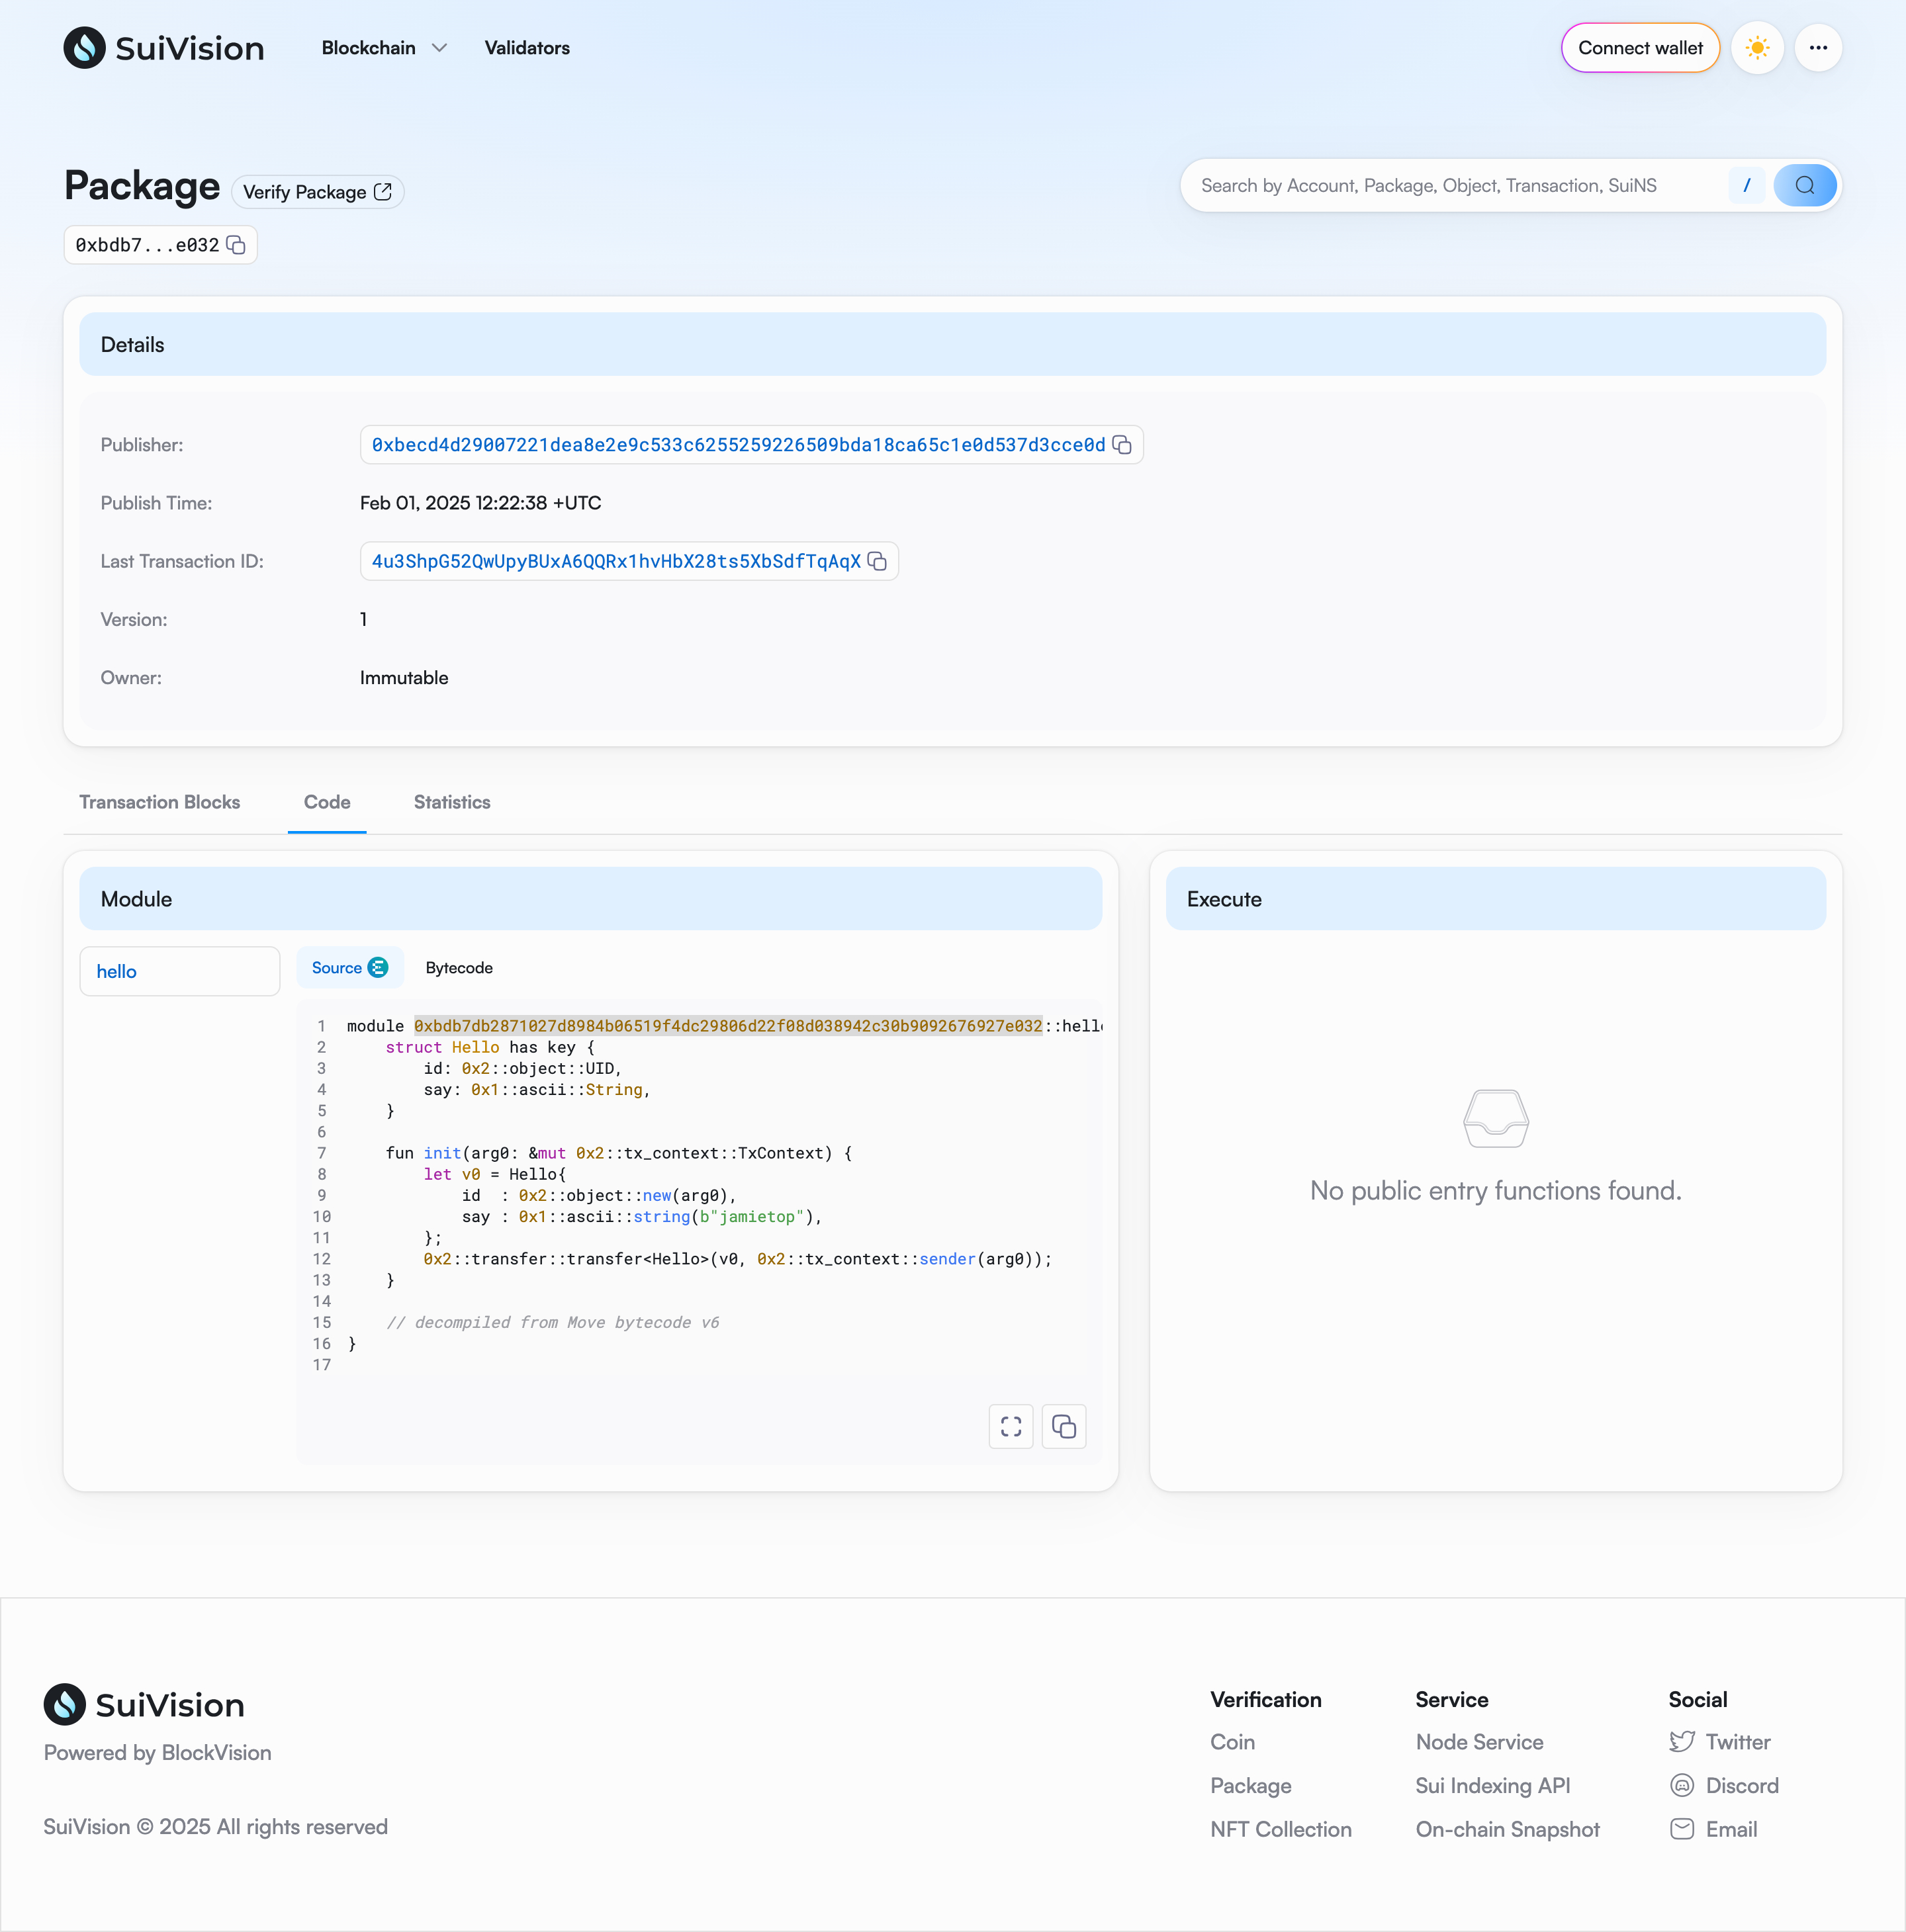 SuiVision
Blockchain
Validators
Connect wallet
Package
Verify Package
Search by Account, Package, Object, Transaction, SuiNS
/
0xbdb7...e032
Details
Publisher:
0xbecd4d29007221dea8e2e9c533c6255259226509bda18ca65c1e0d537d3cce0d
Publish Time:
Feb 01, 2025 12:22:38 +UTC
Last Transaction ID:
4u3ShpG52QwUpyBUxA6QQRx1hvHbX28ts5XbSdfTqAqX
Version:
1
Owner:
Immutable
Transaction Blocks
Code
Statistics
Module
hello
Source
Bytecode
1 module 0xbdb7db2871027d8984b06519f4dc29806d22f08d038942c30b9092676927e032::hello
2     struct Hello has key {
3         id: 0x2::object::UID,
4         say: 0x1::ascii::String,
5     }
6
7     fun init(arg0: &mut 0x2::tx_context::TxContext) {
8         let v0 = Hello{
9             id  : 0x2::object::new(arg0),
10             say : 0x1::ascii::string(b"jamietop"),
11         };
12         0x2::transfer::transfer<Hello>(v0, 0x2::tx_context::sender(arg0));
13     }
14
15     // decompiled from Move bytecode v6
16 }
17
Execute
No public entry functions found.
SuiVision
Powered by BlockVision
SuiVision © 2025 All rights reserved
Verification
Coin
Package
NFT Collection
Service
Node Service
Sui Indexing API
On-chain Snapshot
Social
Twitter
Discord
Email